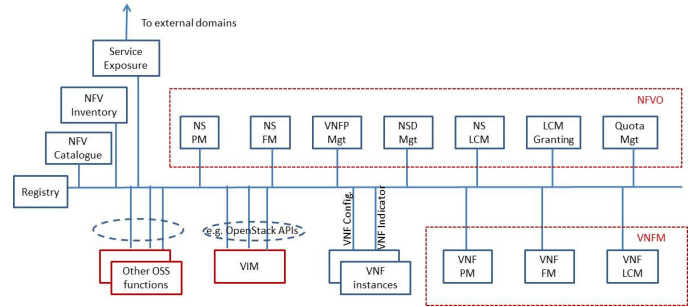 To external domains
Service
Exposure
NFVO
NFV
Inventory
NS
PM
NS
FM
VNFP
Mgt
NSD
Mgt
NS
LCM
LCM
Granting
Quota
Mgt
NFV
Catalogue
Registry
VNF Config.
VNF Indicator
e.g. OpenStack APIs
VNFM
Other OSS
functions
VIM
VNF
instances
VNF
PM
VNF
FM
VNF
LCM